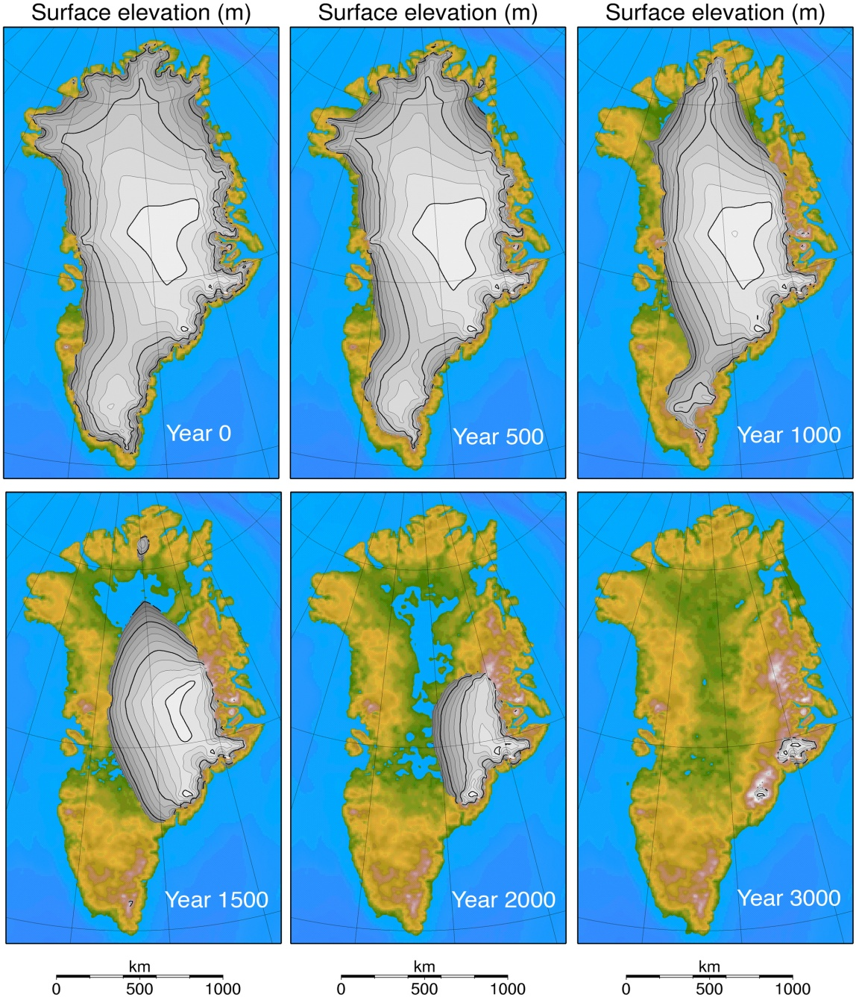 Surface elevation (m)
Surface elevation (m)
Surface elevation (m)
Year 0
Year 500
Year 1000
Year 1500
Year 2000
Year 3000
km
km
km
0 500 1000
0 500 1000
0 500 1000